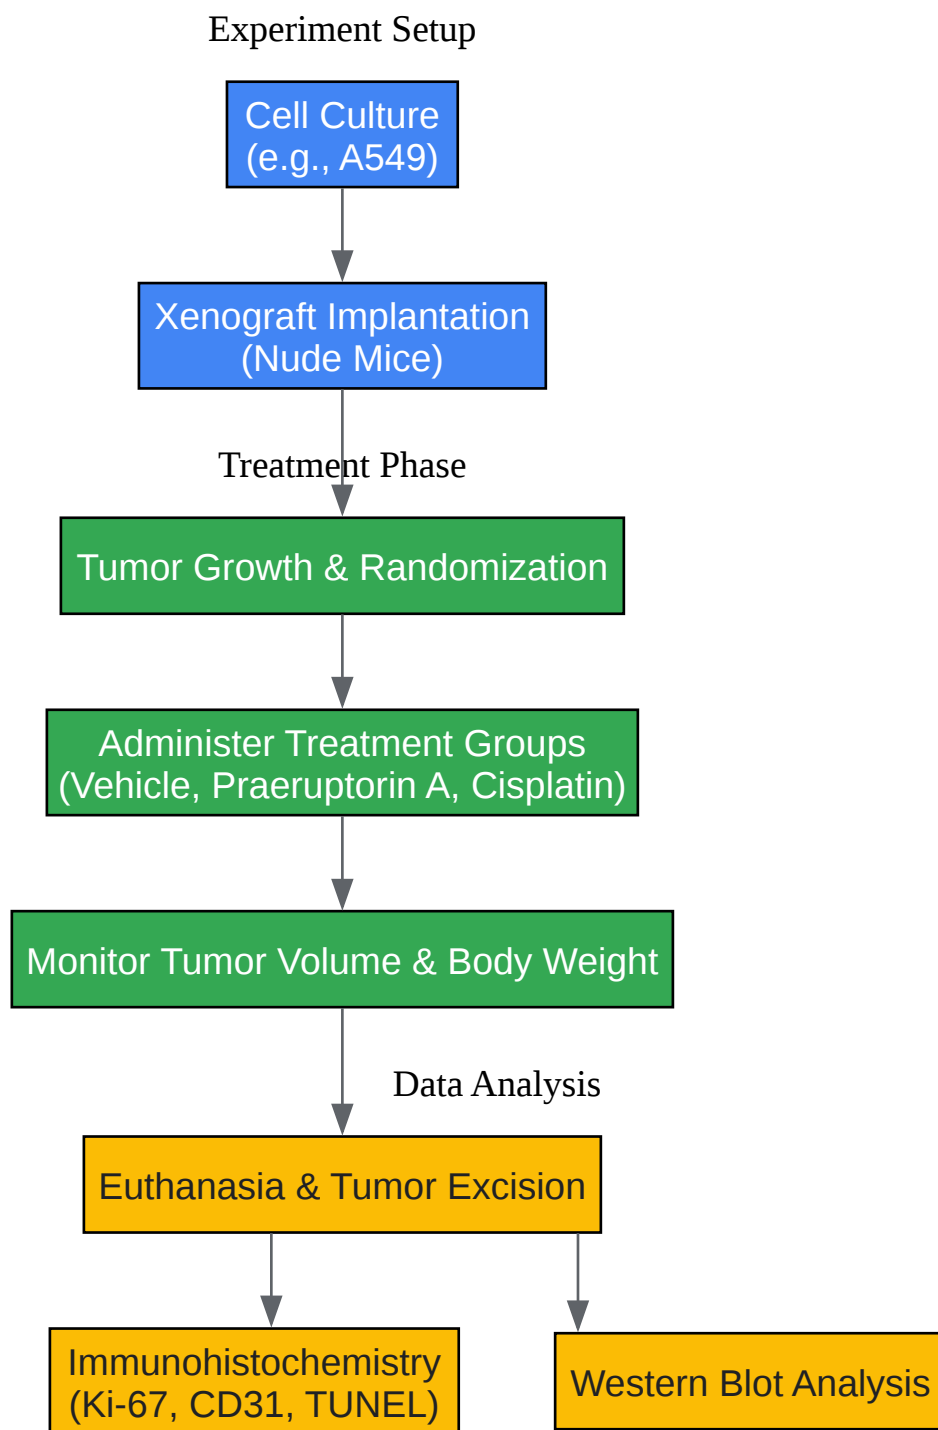 Experiment Setup
Cell Culture
(e.g., A549)
Xenograft Implantation
(Nude Mice)
Treatment Phase
Tumor Growth & Randomization
Administer Treatment Groups
(Vehicle, Praeruptorin A, Cisplatin)
Monitor Tumor Volume & Body Weight
Data Analysis
Euthanasia & Tumor Excision
Immunohistochemistry
(Ki-67, CD31, TUNEL)
Western Blot Analysis